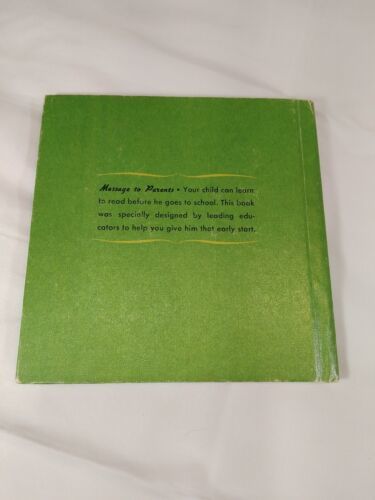 Message to Parents • Your child can learn
to read before he goes to school. This book
was specially designed by leading edu-
cators to help you give him that early start.